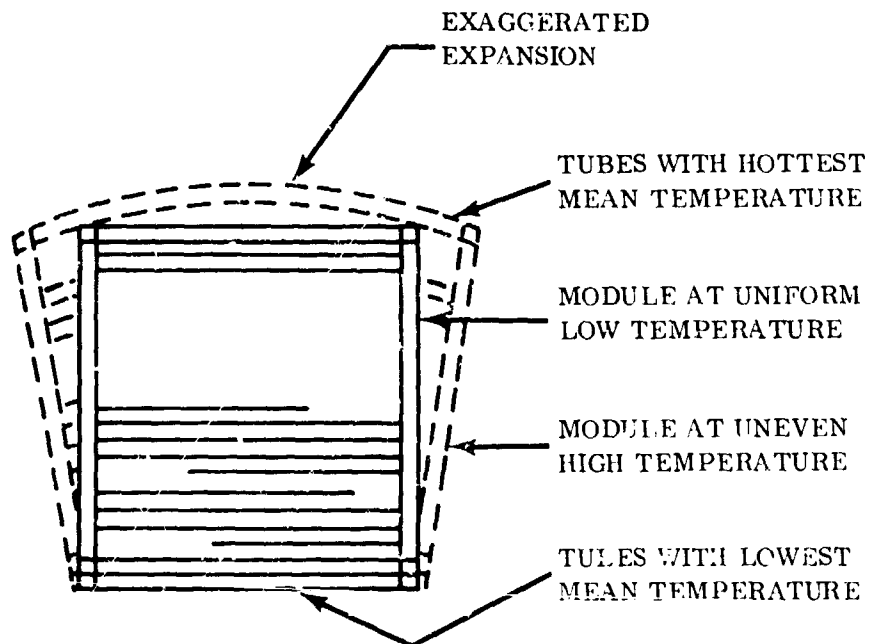 EXAGGERATED
EXPANSION
TUBES WITH HOTTEST
MEAN TEMPERATURE
MODULE AT UNIFORM
LOW TEMPERATURE
MODULE AT UNEVEN
HIGH TEMPERATURE
TUBES WITH LOWEST
MEAN TEMPERATURE